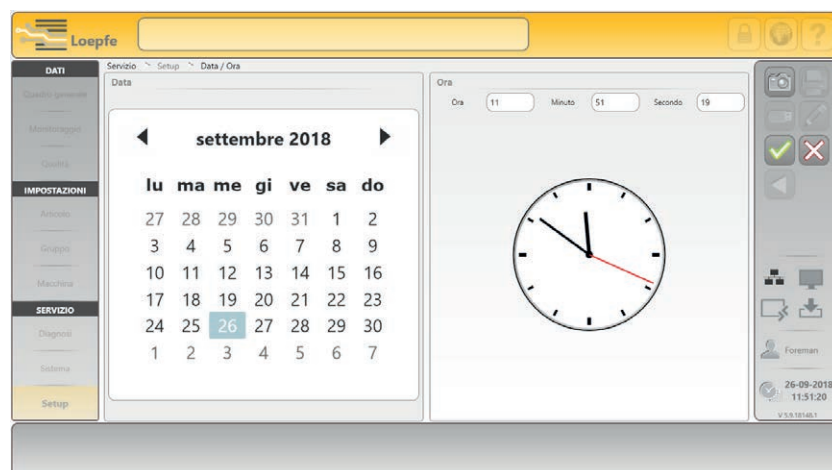 Loepfe
?
DATI
Quadro generale
Monitoraggio
Qualità
IMPOSTAZIONI
Articolo
Gruppo
Macchina
SERVIZIO
Diagnosi
Sistema
Setup
Servizio > Setup > Data / Ora
Data
settembre 2018
lu ma me gi ve sa do
27 28 29 30 31 1 2
3 4 5 6 7 8 9
10 11 12 13 14 15 16
17 18 19 20 21 22 23
24 25 26 27 28 29 30
1 2 3 4 5 6 7
Ora
Ora 11 Minuto 51 Secondo 19
Foreman
26-09-2018
11:51:20
V 5.9.18148.1